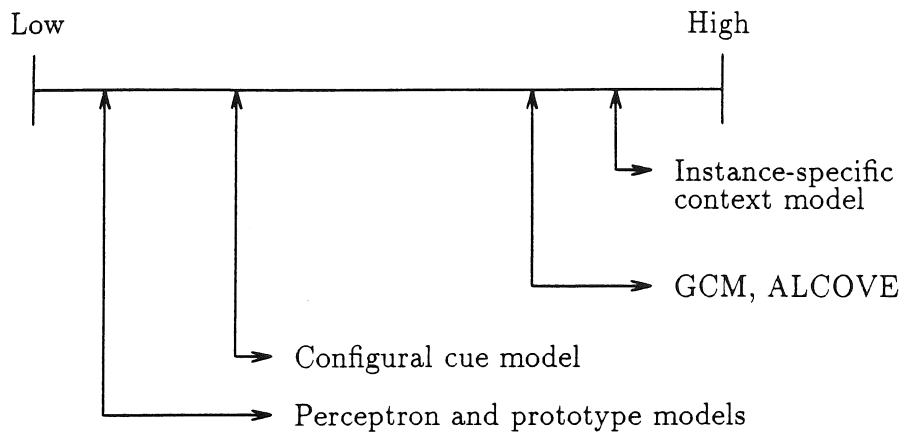 Low
High
Instance-specific
context model
GCM, ALCOVE
Configural cue model
Perceptron and prototype models